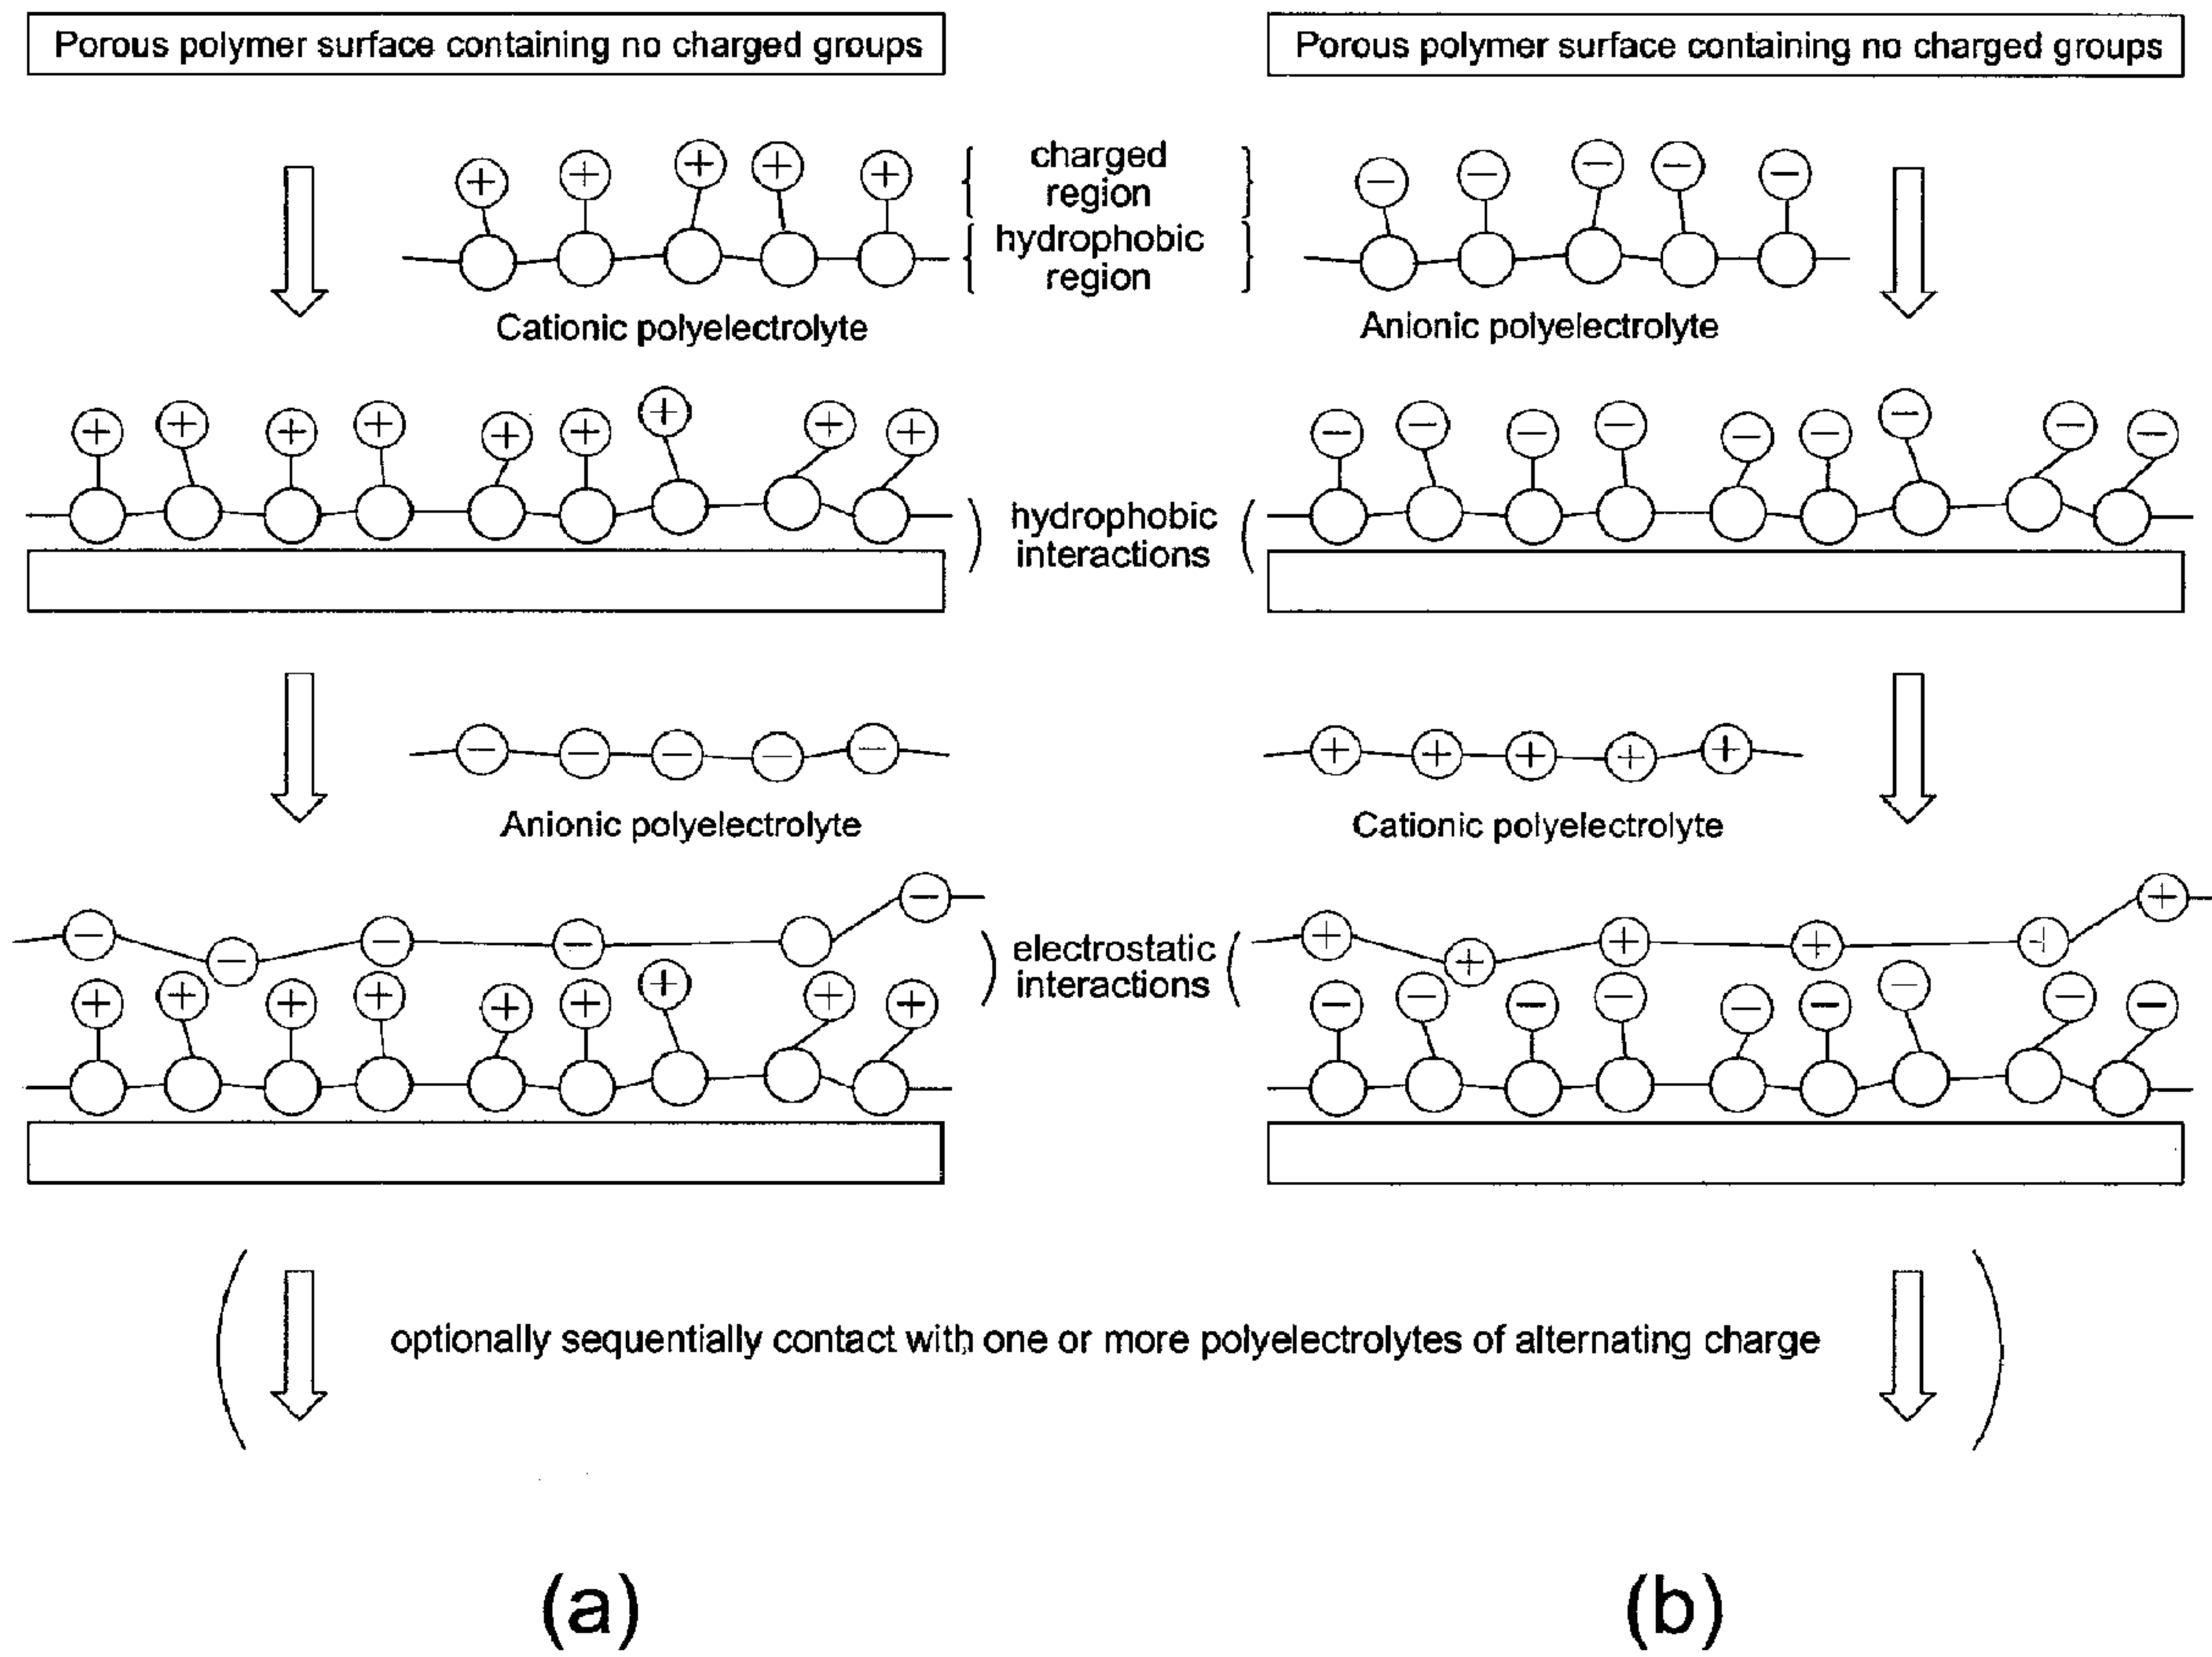 Porous polymer surface containing no charged groups
Porous polymer surface containing no charged groups
charged
region
hydrophobic
region
Cationic polyelectrolyte
Anionic polyelectrolyte
hydrophobic
interactions
Anionic polyelectrolyte
Cationic polyelectrolyte
electrostatic
interactions
optionally sequentially contact with one or more polyelectrolytes of alternating charge
(a)
(b)